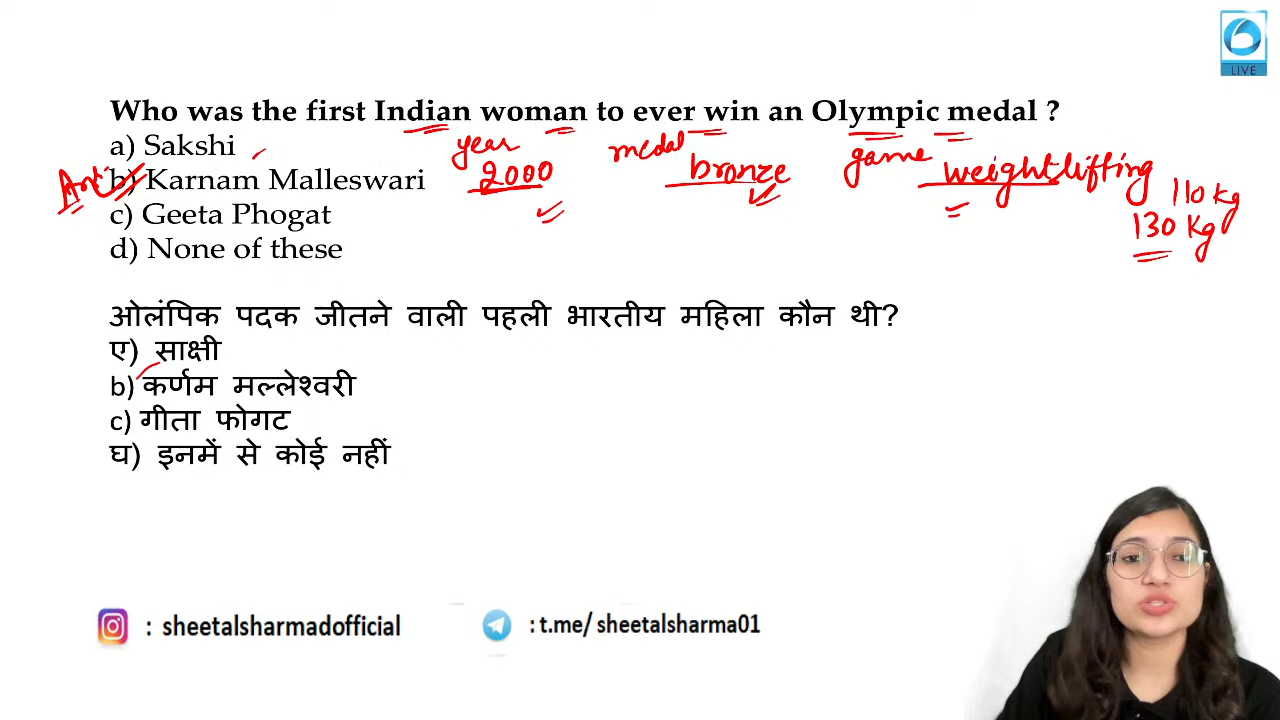 LIVE
Who was the first Indian woman to ever win an Olympic medal ?
a) Sakshi
year 2000 medal bronze game weightlifting
Ans b) Karnam Malleswari
110 kg
c) Geeta Phogat
130 Kg
d) None of these
ओलंपिक पदक जीतने वाली पहली भारतीय महिला कौन थी?
ए) साक्षी
b) कर्णम मल्लेश्वरी
c) गीता फोगट
घ) इनमें से कोई नहीं
: sheetalsharmadofficial
: t.me/ sheetalsharma01